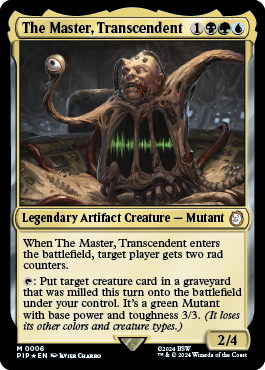 The Master, Transcendent 1
Legendary Artifact Creature — Mutant
When The Master, Transcendent enters
the battlefield, target player gets two
rad counters.
: Put target creature card in a graveyard
that was milled this turn onto the battlefield
under your control. It's a green Mutant
with base power and toughness 3/3. (It loses
its other colors and creature types.)
2/4
M 0006
PIP ★ EN Javier Charro
©2024 BSW
™ & © 2024 Wizards of the Coast